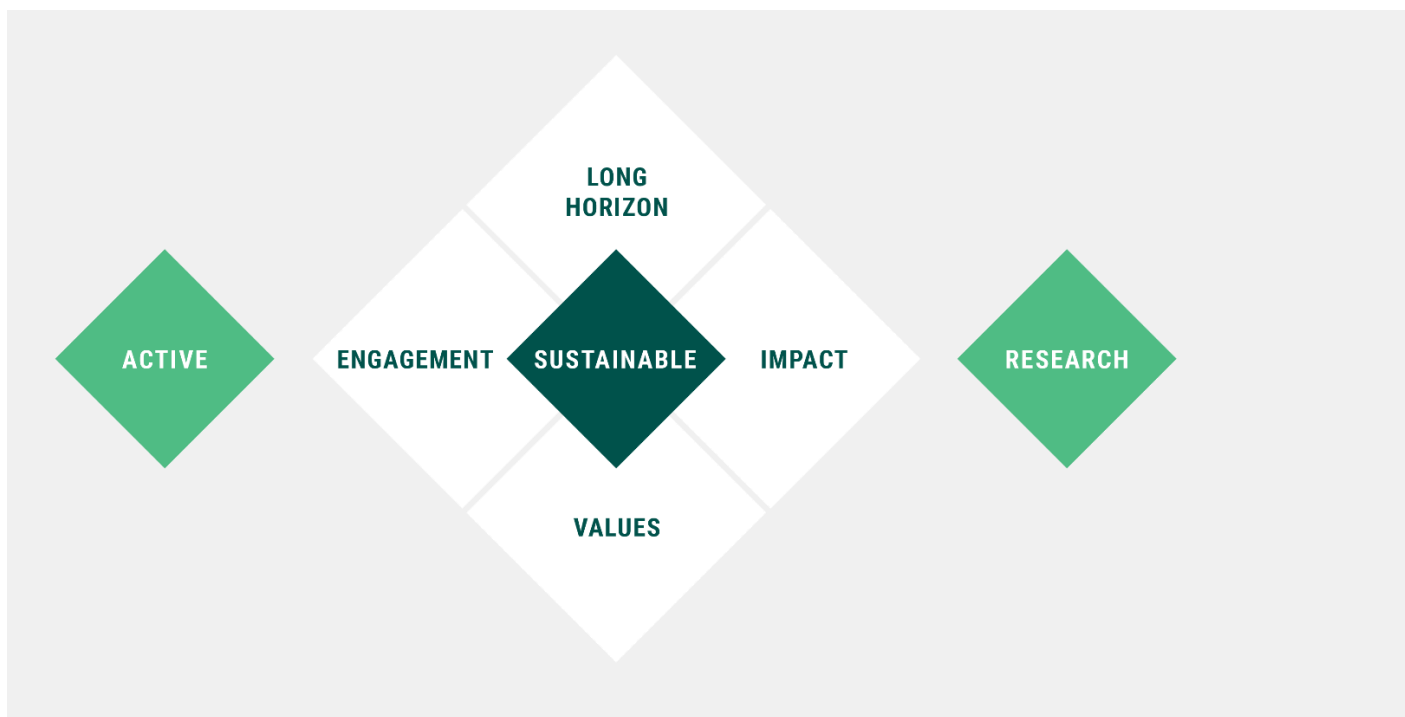 LONG
HORIZON
ACTIVE
ENGAGEMENT
SUSTAINABLE
IMPACT
RESEARCH
VALUES